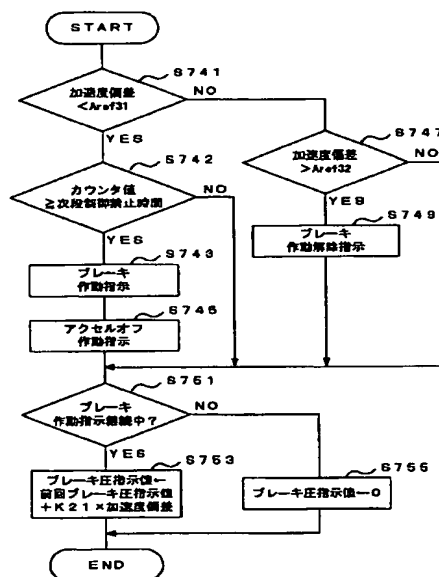 START
S741
加速度偏差
<Aref31
NO
YES
S742
カウンタ値
≧次段制御禁止時間
NO
YES
S743
ブレーキ
作動指示
S745
アクセルオフ
作動指示
S747
加速度偏差
>Aref32
NO
YES
S749
ブレーキ
作動解除指示
S751
ブレーキ
作動指示継続中?
NO
YES
S753
ブレーキ圧指示値←
前回ブレーキ圧指示値
+K21×加速度偏差
S755
ブレーキ圧指示値←0
END